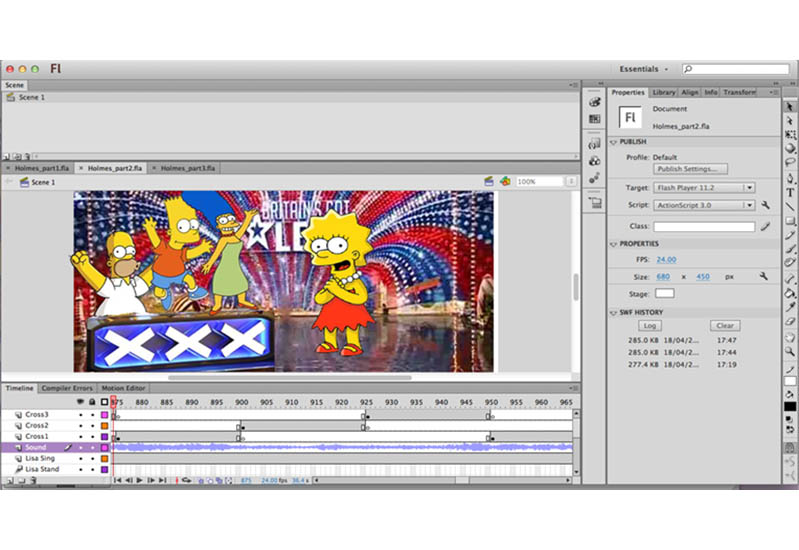 Fl
Essentials
Scene
Scene 1
Holmes_part1.fla
Holmes_part2.fla
Holmes_part3.fla
Scene 1
100%
BRITAIN'S GOT
XXX
Timeline
Compiler Errors
Motion Editor
875 880 885 890 895 900 905 910 915 920 925 930 935 940 945 950 955 960 965
Cross3
Cross2
Cross1
Sound
Lisa Sing
Lisa Stand
875 24.00 fps 36.4 s
Properties Library Align Info Transform
Fl
Document
Holmes_part2.fla
PUBLISH
Profile: Default
Publish Settings...
Target: Flash Player 11.2
Script: ActionScript 3.0
Class:
PROPERTIES
FPS: 24.00
Size: 680 x 450 px
Stage:
SWF HISTORY
Log
Clear
285.0 KB 18/04/2... 17:47
285.0 KB 18/04/2... 17:44
277.4 KB 18/04/2... 17:19
T